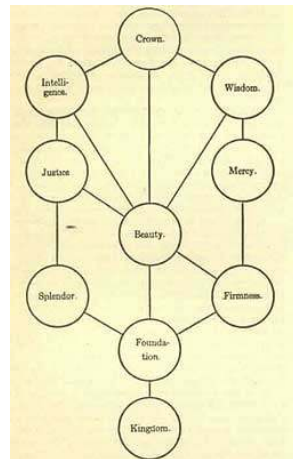 Crown.
Intelli-
gence.
Wisdom.
Justice
Mercy.
Beauty.
Splendor.
Firmness.
Founda-
tion.
Kingdom.